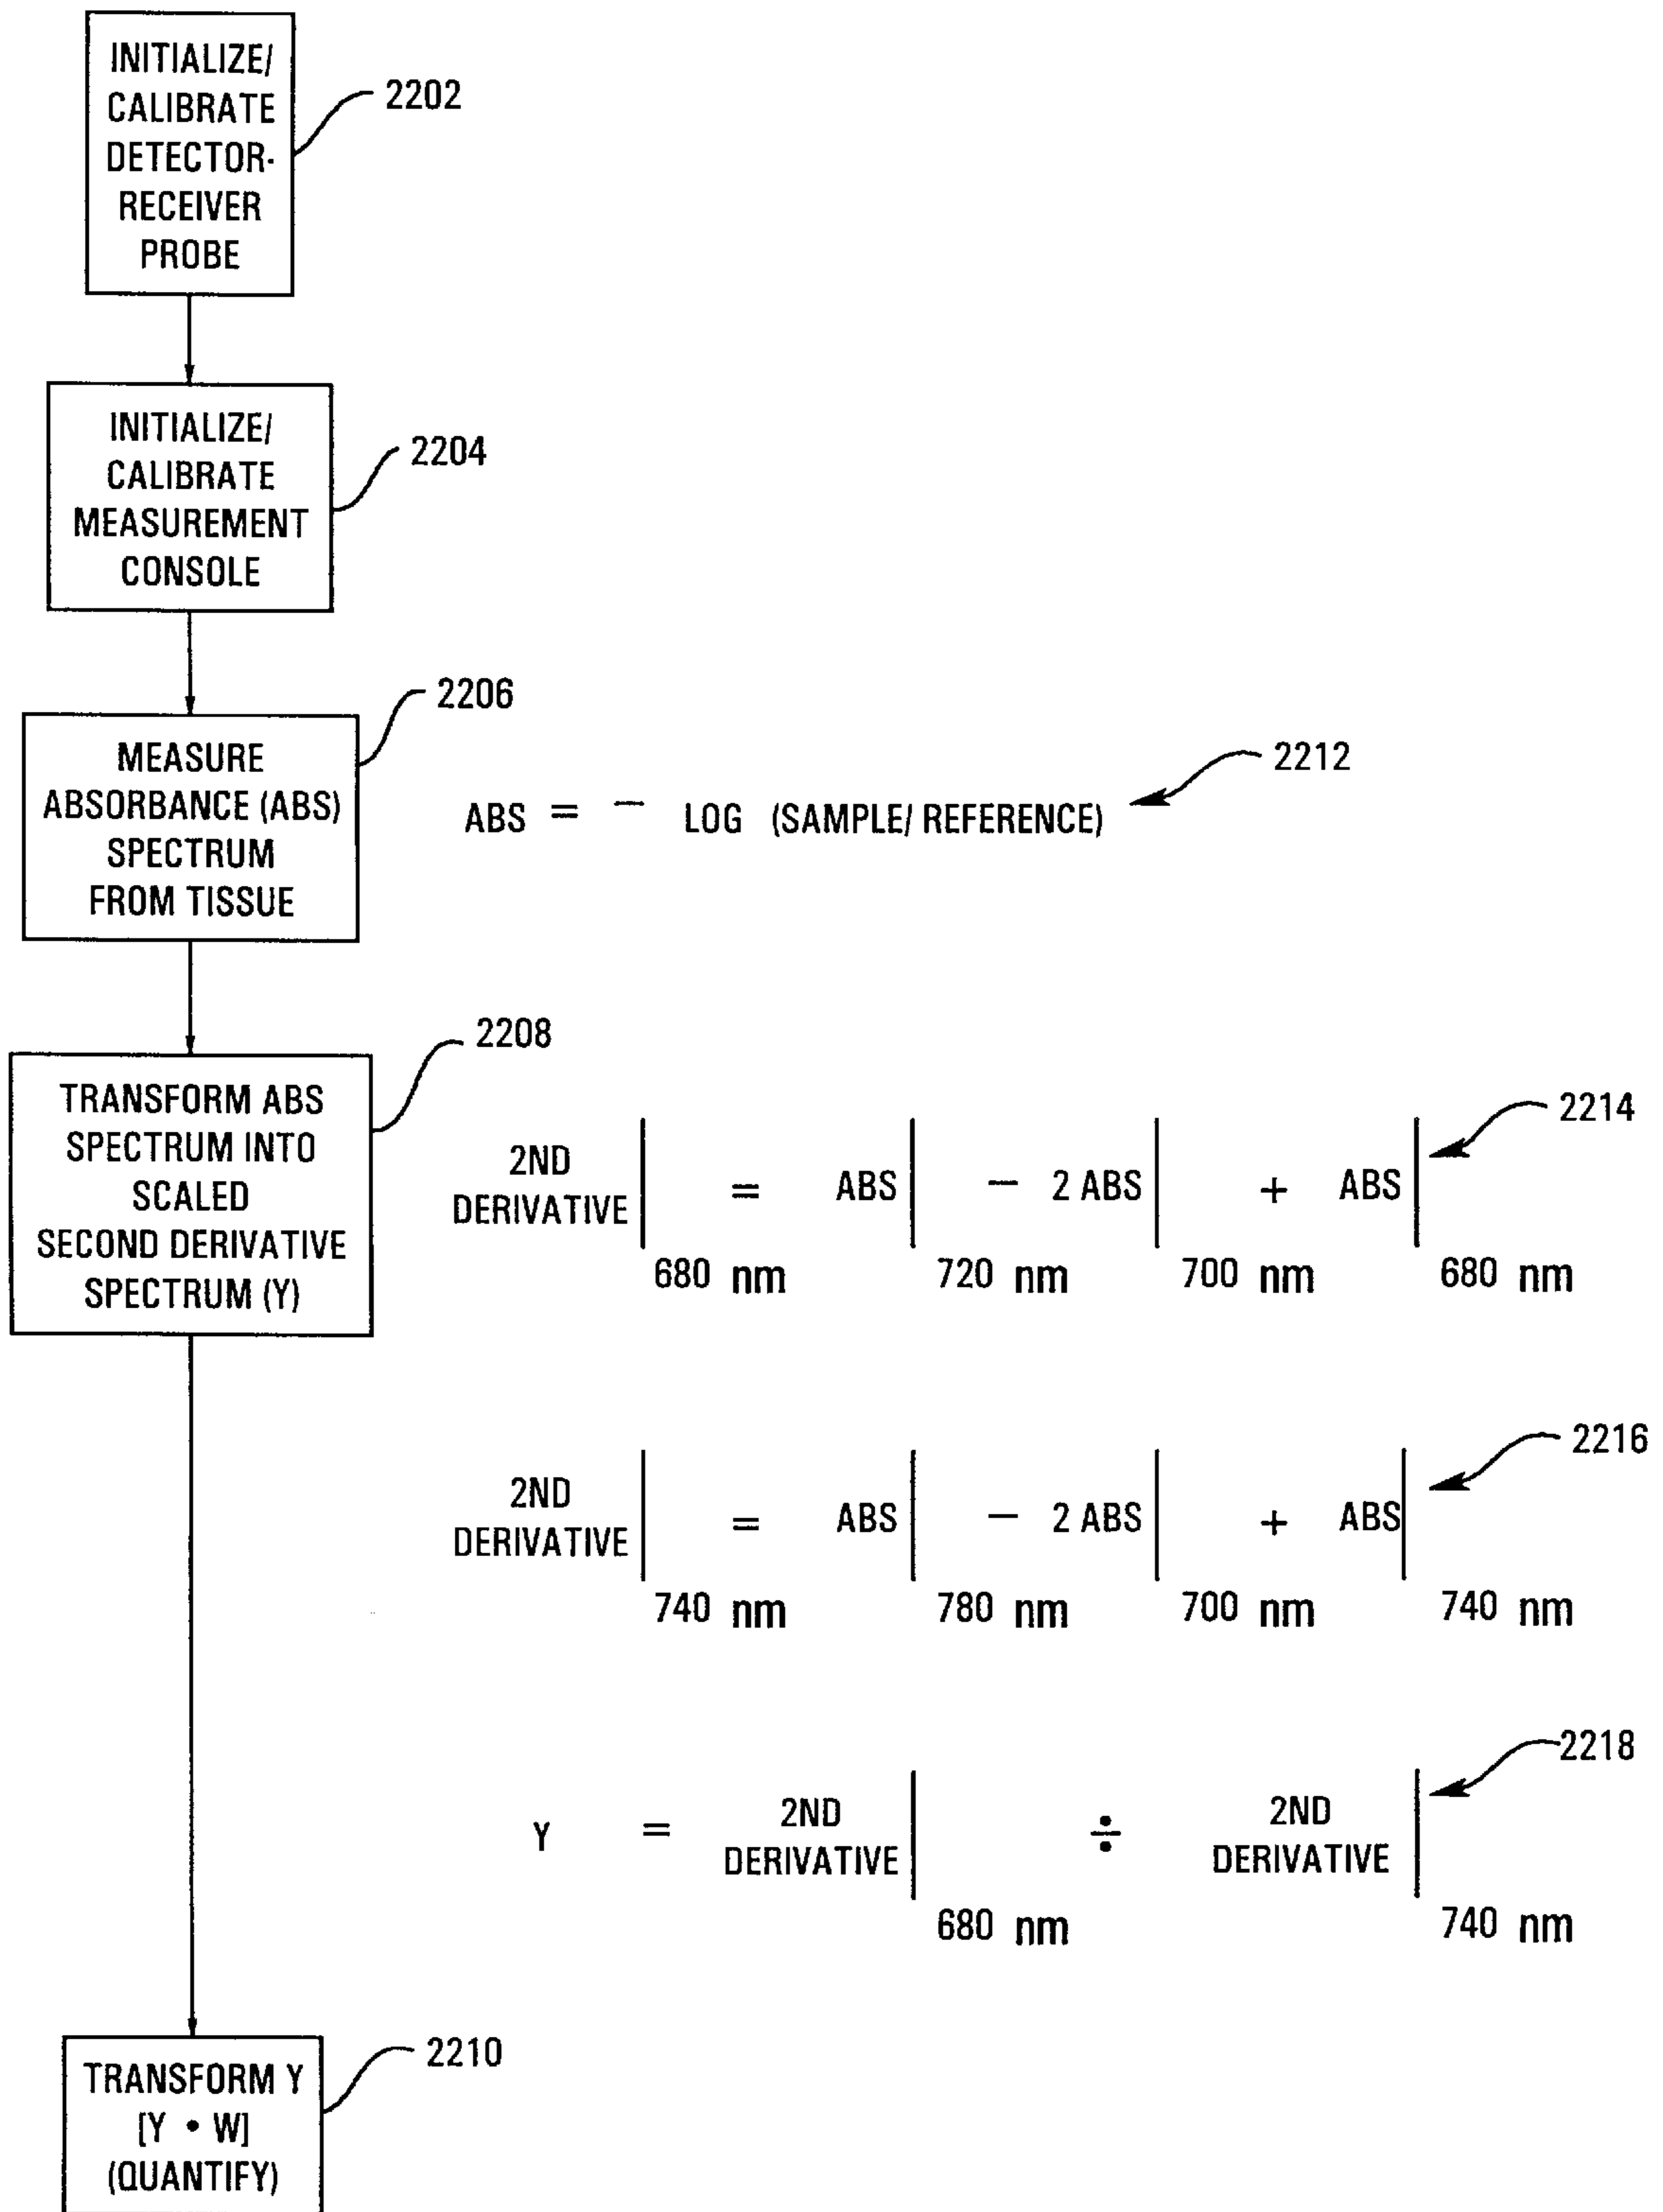 INITIALIZE/
CALIBRATE
DETECTOR-
RECEIVER
PROBE
2202
INITIALIZE/
CALIBRATE
MEASUREMENT
CONSOLE
2204
MEASURE
ABSORBANCE (ABS)
SPECTRUM
FROM TISSUE
2206
ABS = - LOG (SAMPLE/ REFERENCE)
2212
TRANSFORM ABS
SPECTRUM INTO
SCALED
SECOND DERIVATIVE
SPECTRUM (Y)
2208
2ND
DERIVATIVE | = ABS | - 2 ABS | + ABS |
680 nm 720 nm 700 nm 680 nm
2214
2ND
DERIVATIVE | = ABS | - 2 ABS | + ABS |
740 nm 780 nm 700 nm 740 nm
2216
2ND 2ND
Y = DERIVATIVE | ÷ DERIVATIVE |
680 nm 740 nm
2218
TRANSFORM Y
[Y • W]
(QUANTIFY)
2210